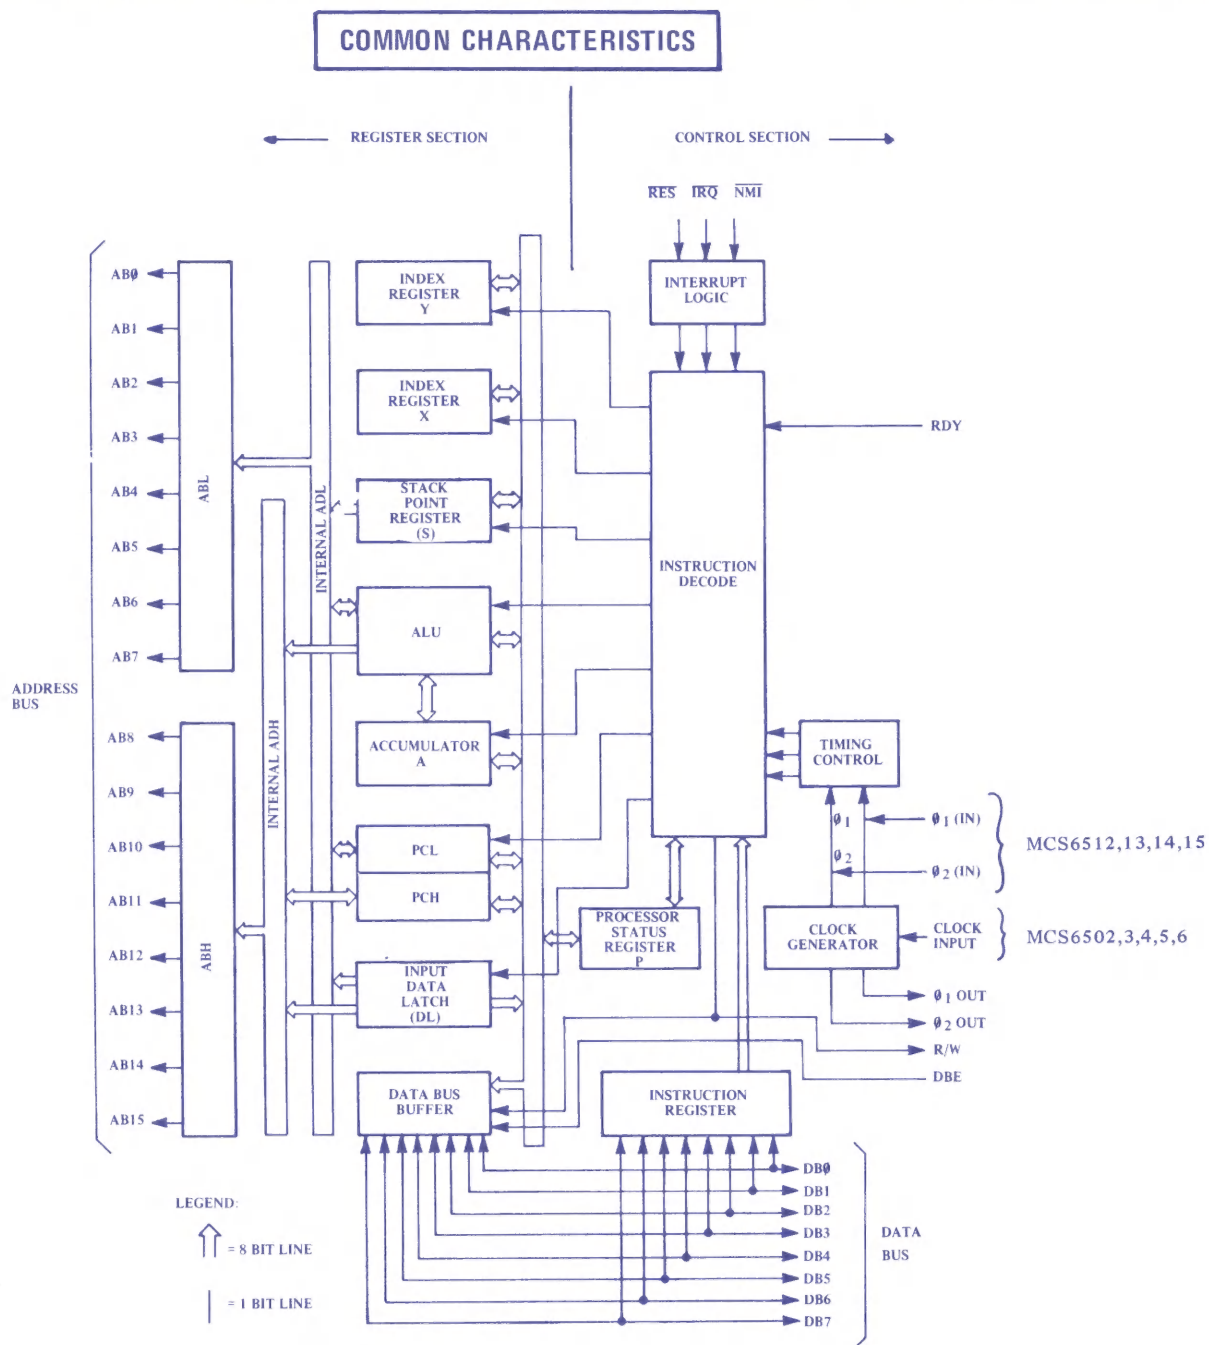 COMMON CHARACTERISTICS
REGISTER SECTION
CONTROL SECTION
RES IRQ NMI
INTERRUPT
LOGIC
INDEX
REGISTER
Y
INDEX
REGISTER
X
STACK
POINT
REGISTER
(S)
ALU
ACCUMULATOR
A
PCL
PCH
INPUT
DATA
LATCH
(DL)
DATA BUS
BUFFER
INSTRUCTION
DECODE
RDY
TIMING
CONTROL
Ø1
Ø2
Ø1 (IN)
Ø2 (IN)
MCS6512,13,14,15
PROCESSOR
STATUS
REGISTER
P
CLOCK
GENERATOR
CLOCK
INPUT
MCS6502,3,4,5,6
Ø1 OUT
Ø2 OUT
R/W
DBE
INSTRUCTION
REGISTER
ADDRESS
BUS
ABØ
AB1
AB2
AB3
AB4
AB5
AB6
AB7
AB8
AB9
AB10
AB11
AB12
AB13
AB14
AB15
ABL
ABH
INTERNAL ADL
INTERNAL ADH
DBØ
DB1
DB2
DB3
DB4
DB5
DB6
DB7
DATA
BUS
LEGEND:
= 8 BIT LINE
= 1 BIT LINE